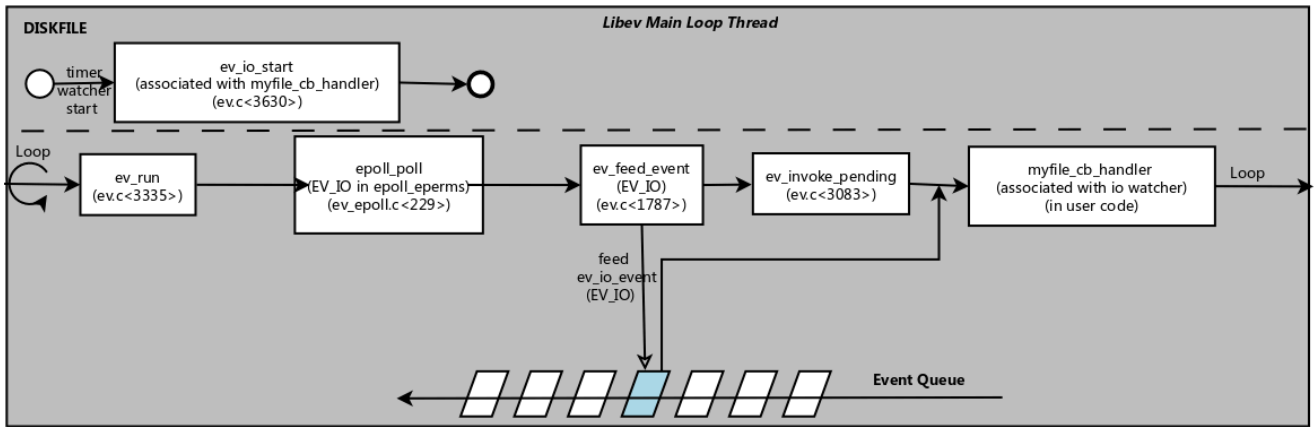 Libev Main Loop Thread
DISKFILE
timer
watcher
start
ev_io_start
(associated with myfile_cb_handler)
(ev.c<3630>)
Loop
ev_run
(ev.c<3335>)
epoll_poll
(EV_IO in epoll_eperms)
(ev_epoll.c<229>)
ev_feed_event
(EV_IO)
(ev.c<1787>)
ev_invoke_pending
(ev.c<3083>)
myfile_cb_handler
(associated with io watcher)
(in user code)
Loop
feed
ev_io_event
(EV_IO)
Event Queue